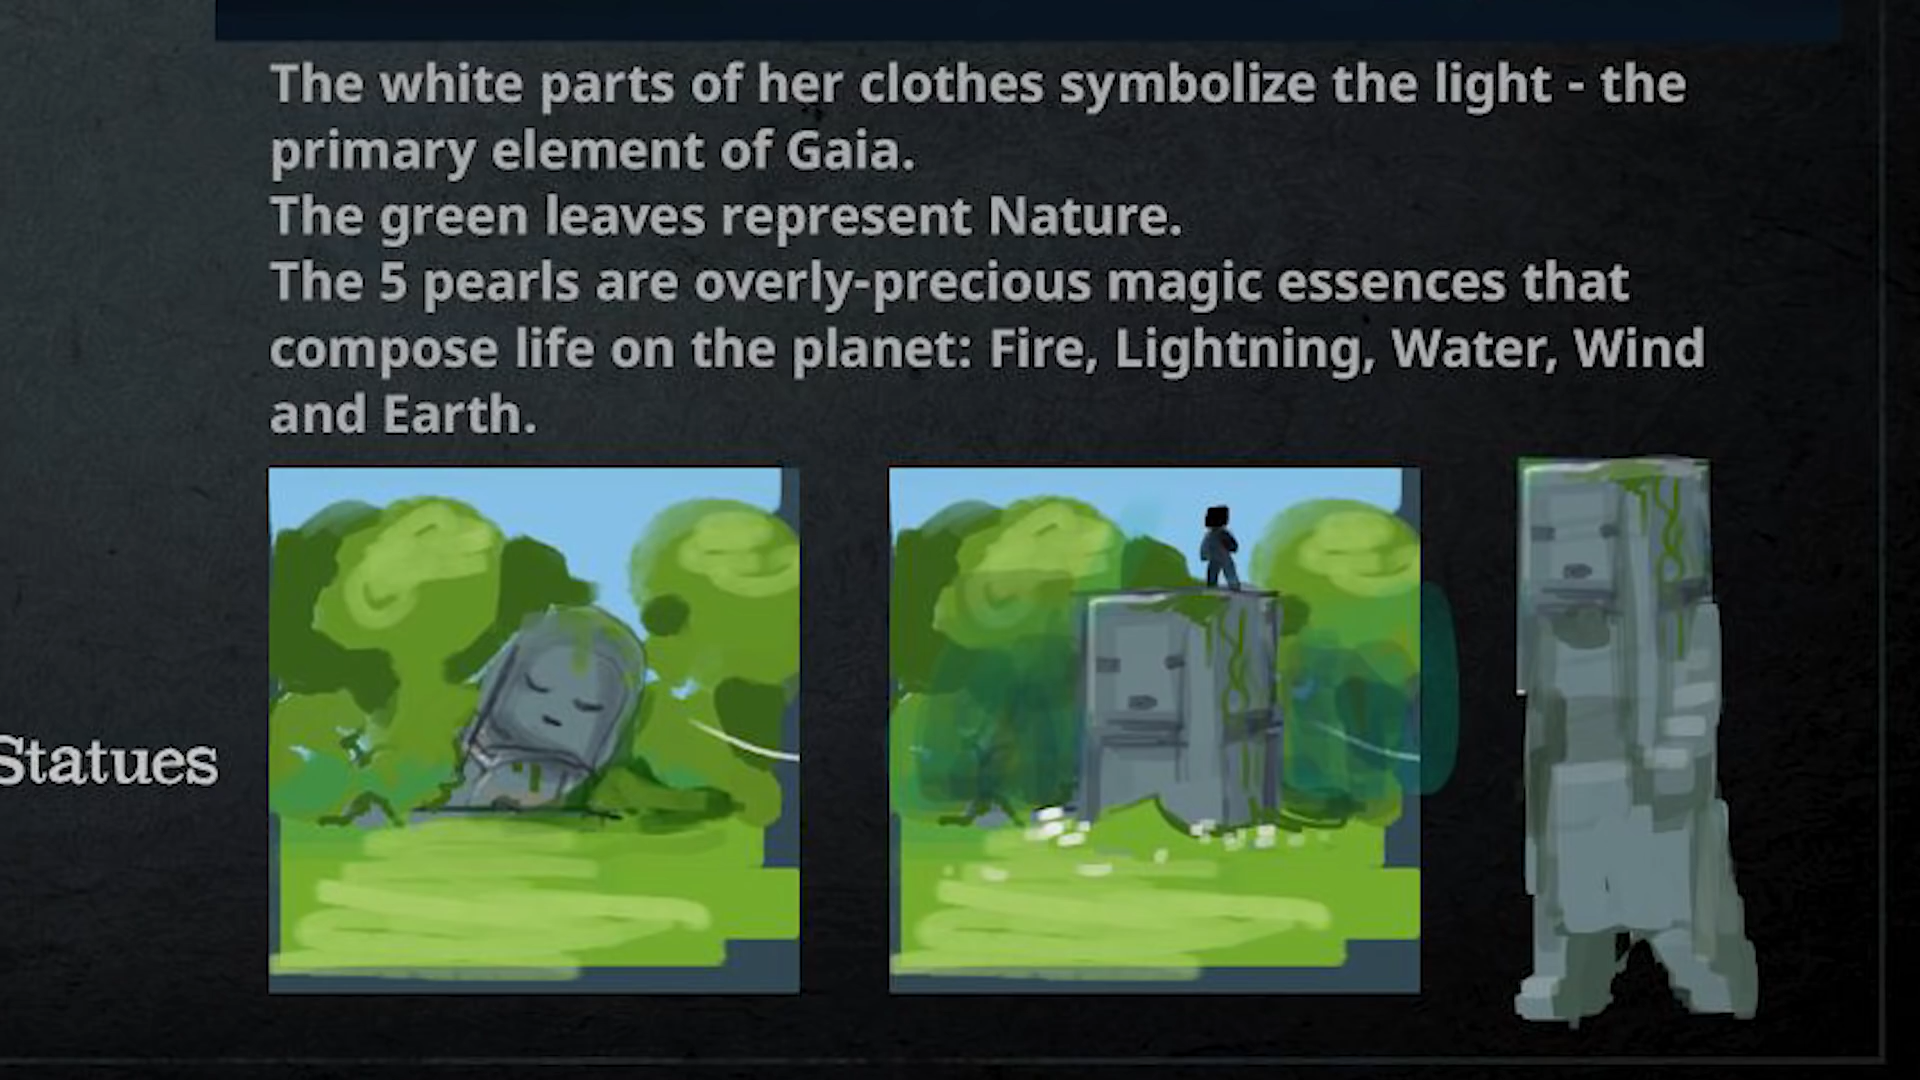 The white parts of her clothes symbolize the light - the
primary element of Gaia.
The green leaves represent Nature.
The 5 pearls are overly-precious magic essences that
compose life on the planet: Fire, Lightning, Water, Wind
and Earth.
Statues